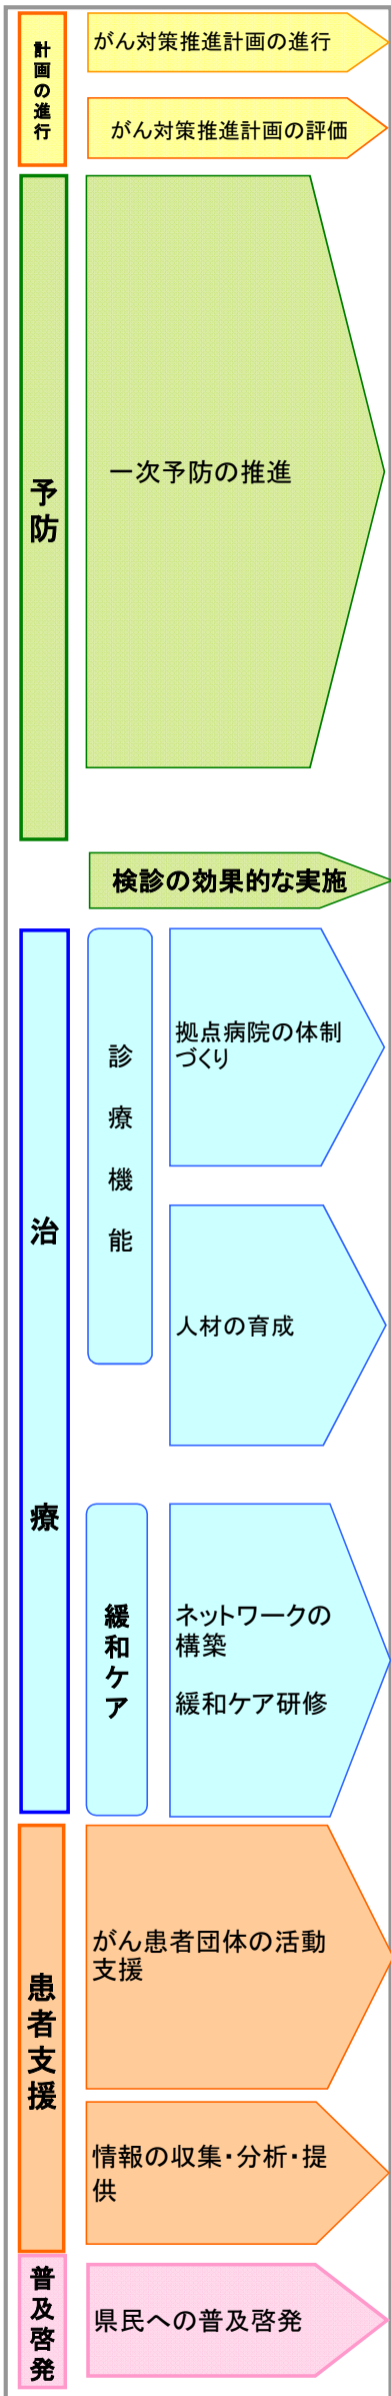 計画の進行
がん対策推進計画の進行
がん対策推進計画の評価
予防
一次予防の推進
検診の効果的な実施
治療
診療機能
拠点病院の体制
づくり
人材の育成
緩和ケア
ネットワークの
構築
緩和ケア研修
患者支援
がん患者団体の活動
支援
情報の収集・分析・提
供
普及啓発
県民への普及啓発